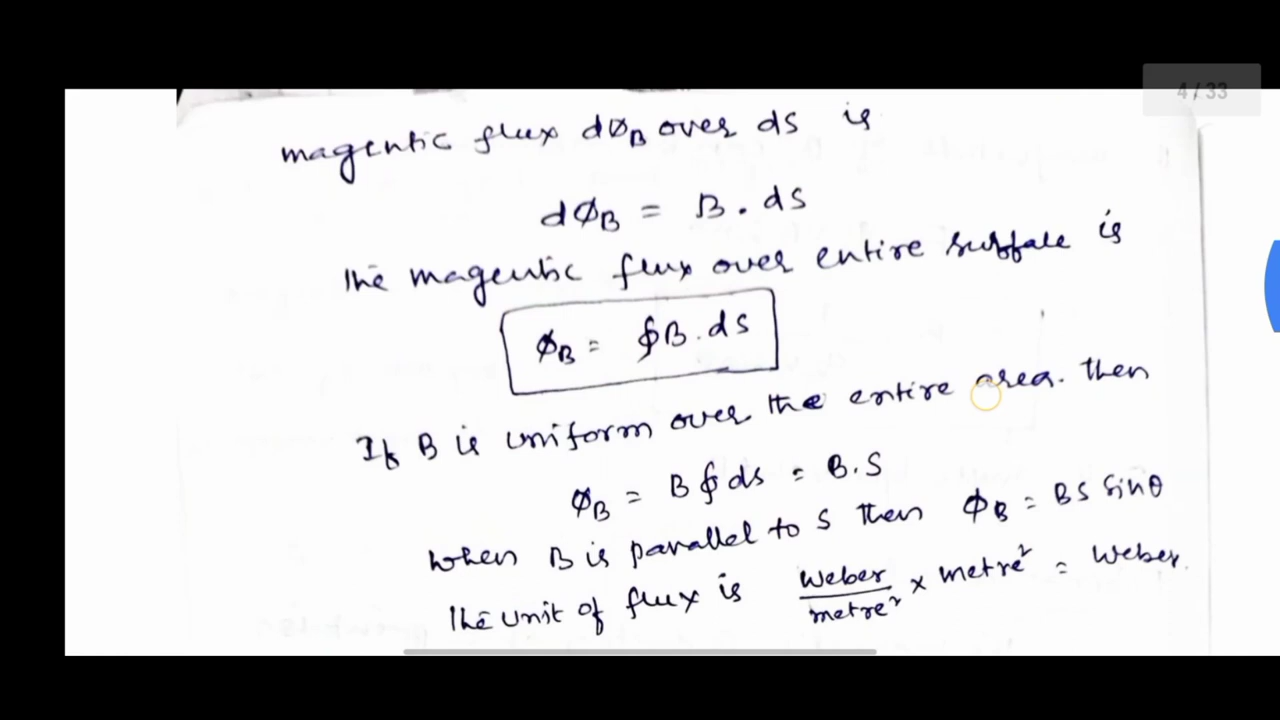 4 / 33
magentic flux dØB over ds is
dØB = B . ds
The magentic flux over entire surface is
ØB = ∮B.ds
If B is uniform over the entire area. then
ØB = B∮ds = B.S
when B is parallel to S then ΦB = BS sinθ
The unit of flux is Weber/metre² × metre² = Weber.